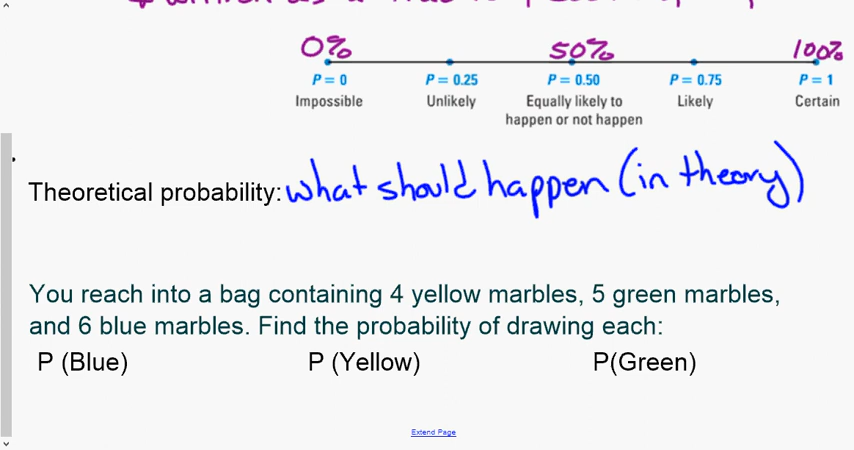 0% 50% 100%
P = 0 P = 0.25 P = 0.50 P = 0.75 P = 1
Impossible Unlikely Equally likely to Likely Certain
happen or not happen
Theoretical probability: what should happen (in theory)
You reach into a bag containing 4 yellow marbles, 5 green marbles,
and 6 blue marbles. Find the probability of drawing each:
P (Blue) P (Yellow) P(Green)
Extend Page